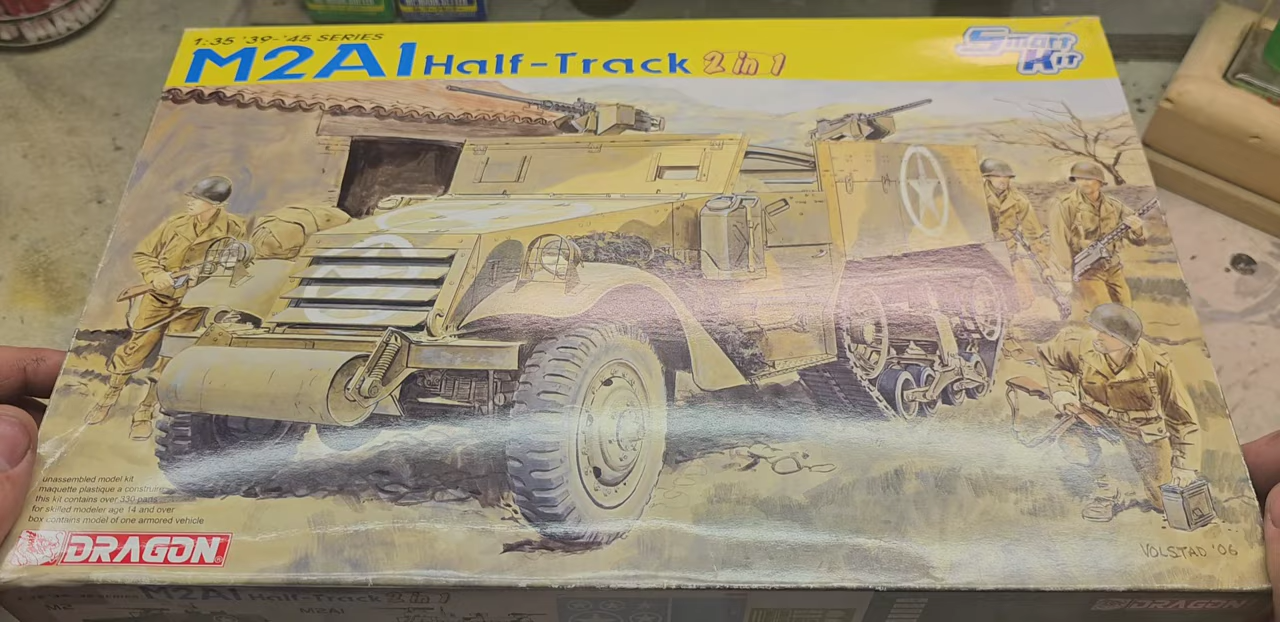 1:35 '39-'45 SERIES
M2A1 Half-Track 2 in 1
Smart Kit
unassembled model kit
maquette plastique a construire
this kit contains over 330 parts
for skilled modeler age 14 and over
box contains model of one armored vehicle
DRAGON
VOLSTAD '06
M2A1 Half-Track 2 in 1
M2
M2A1
DRAGON